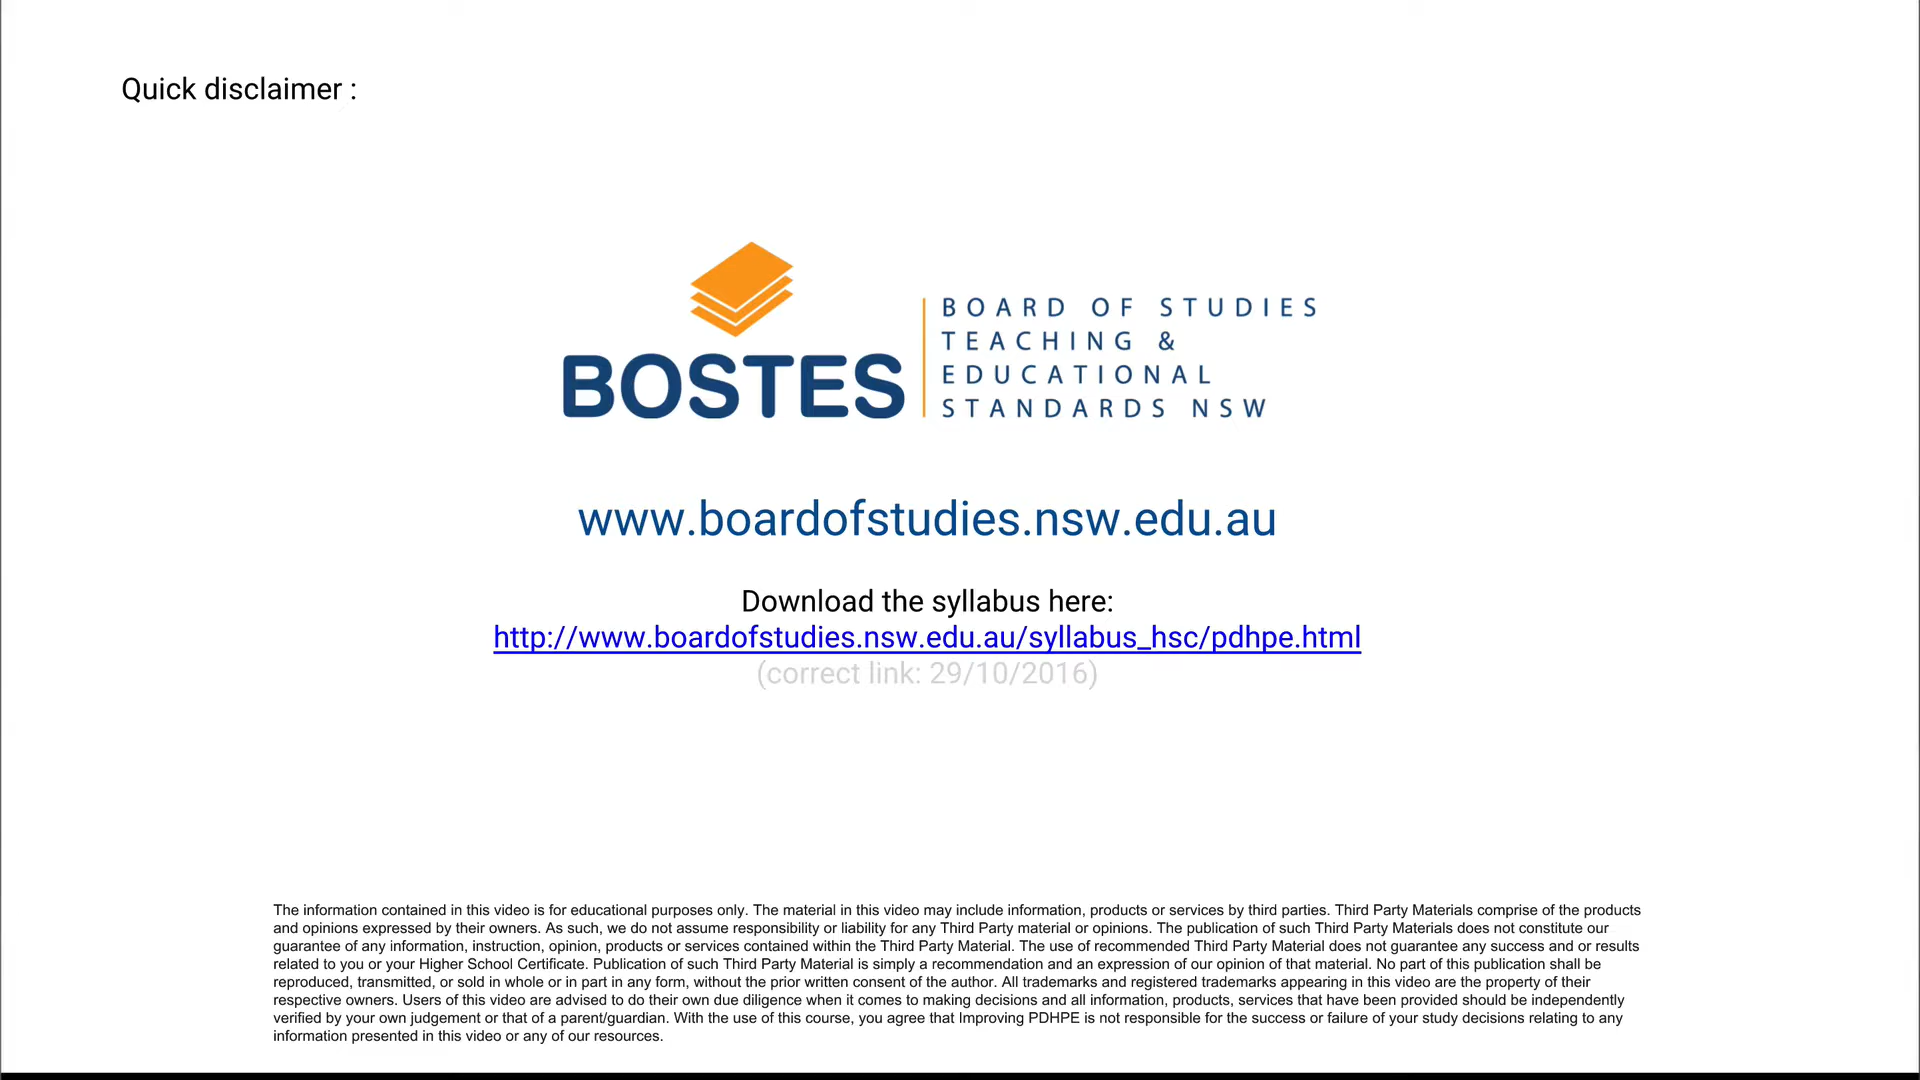 Quick disclaimer :
BOSTES
BOARD OF STUDIES
TEACHING &
EDUCATIONAL
STANDARDS NSW
www.boardofstudies.nsw.edu.au
Download the syllabus here:
http://www.boardofstudies.nsw.edu.au/syllabus_hsc/pdhpe.html
(correct link: 29/10/2016)
The information contained in this video is for educational purposes only. The material in this video may include information, products or services by third parties. Third Party Materials comprise of the products
and opinions expressed by their owners. As such, we do not assume responsibility or liability for any Third Party material or opinions. The publication of such Third Party Materials does not constitute our
guarantee of any information, instruction, opinion, products or services contained within the Third Party Material. The use of recommended Third Party Material does not guarantee any success and or results
related to you or your Higher School Certificate. Publication of such Third Party Material is simply a recommendation and an expression of our opinion of that material. No part of this publication shall be
reproduced, transmitted, or sold in whole or in part in any form, without the prior written consent of the author. All trademarks and registered trademarks appearing in this video are the property of their
respective owners. Users of this video are advised to do their own due diligence when it comes to making decisions and all information, products, services that have been provided should be independently
verified by your own judgement or that of a parent/guardian. With the use of this course, you agree that Improving PDHPE is not responsible for the success or failure of your study decisions relating to any
information presented in this video or any of our resources.